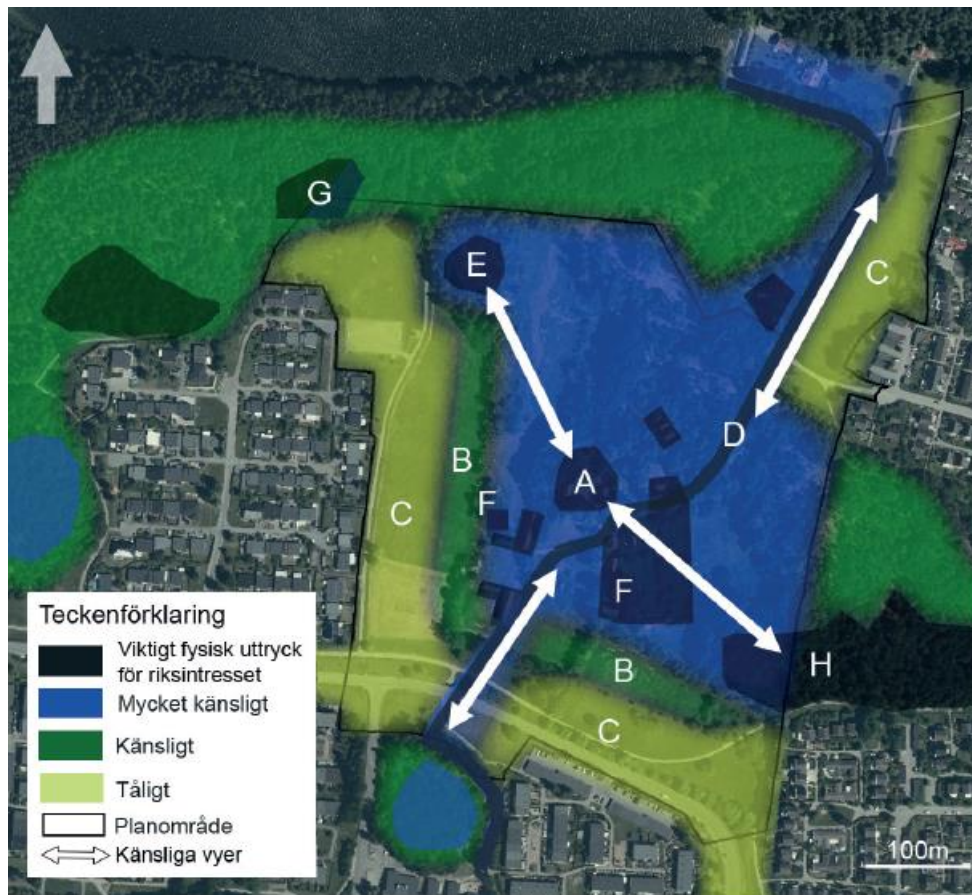 G
E
C
D
B
A
F
C
F
H
B
C
Teckenförklaring
Viktigt fysisk uttryck
för riksintresset
Mycket känsligt
Känsligt
Tåligt
Planområde
Känsliga vyer
100m